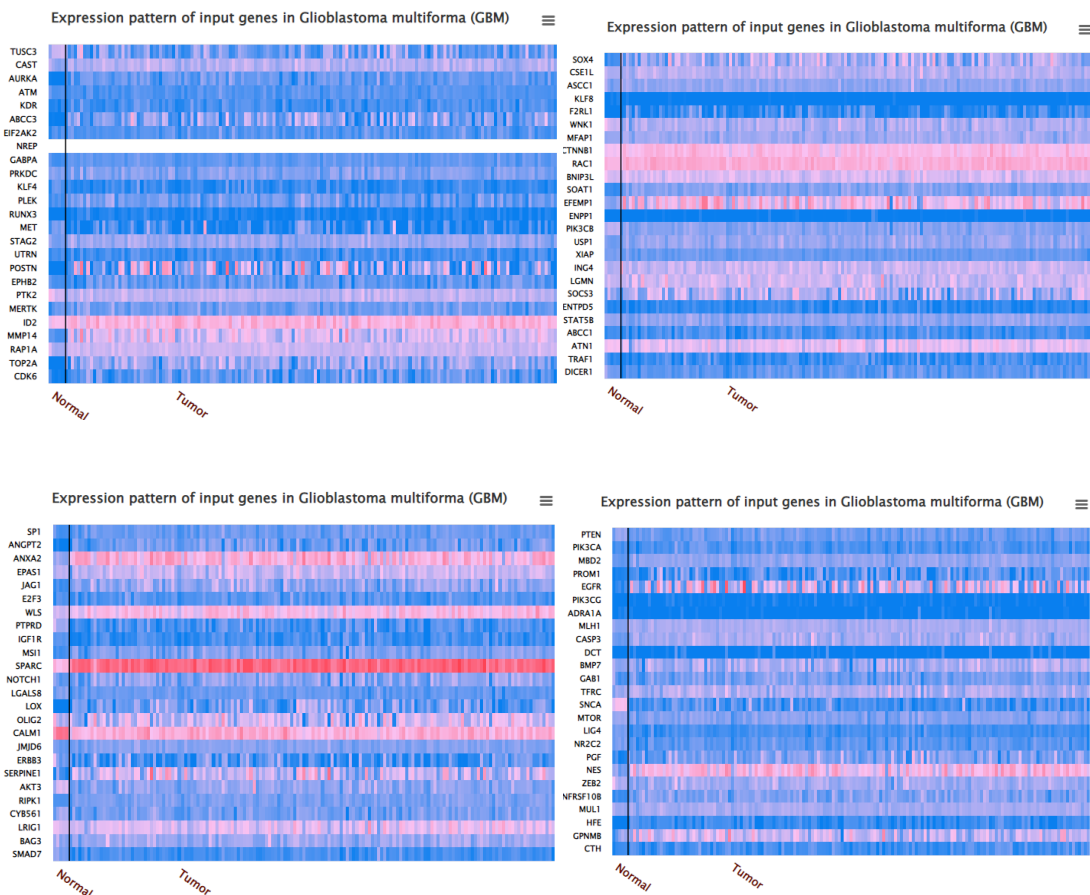 Expression pattern of input genes in Glioblastoma multiforma (GBM)
TUSC3
CAST
AURKA
ATM
KDR
ABCC3
EIF2AK2
NREP
GABPA
PRKDC
KLF4
PLEK
RUNX3
MET
STAG2
UTRN
POSTN
EPHB2
PTK2
MERTK
ID2
MMP14
RAP1A
TOP2A
CDK6
Normal
Tumor
Expression pattern of input genes in Glioblastoma multiforma (GBM)
SOX4
CSE1L
ASCC1
KLF8
F2RL1
WNK1
MFAP1
CTNNB1
RAC1
BNIP3L
SOAT1
EFEMP1
ENPP1
PIK3CB
USP1
XIAP
ING4
LGMN
SOCS3
ENTPD5
STAT5B
ABCC1
ATN1
TRAF1
DICER1
Normal
Tumor
Expression pattern of input genes in Glioblastoma multiforma (GBM)
SP1
ANGPT2
ANXA2
EPAS1
JAG1
E2F3
WLS
PTPRD
IGF1R
MSI1
SPARC
NOTCH1
LGALS8
LOX
OLIG2
CALM1
JMJD6
ERBB3
SERPINE1
AKT3
RIPK1
CYB561
LRIG1
BAG3
SMAD7
Normal
Tumor
Expression pattern of input genes in Glioblastoma multiforma (GBM)
PTEN
PIK3CA
MBD2
PROM1
EGFR
PIK3CG
ADRA1A
MLH1
CASP3
DCT
BMP7
GAB1
TFRC
SNCA
MTOR
LIG4
NR2C2
PGF
NES
ZEB2
NFRSF10B
MUL1
HFE
GPNMB
CTH
Normal
Tumor